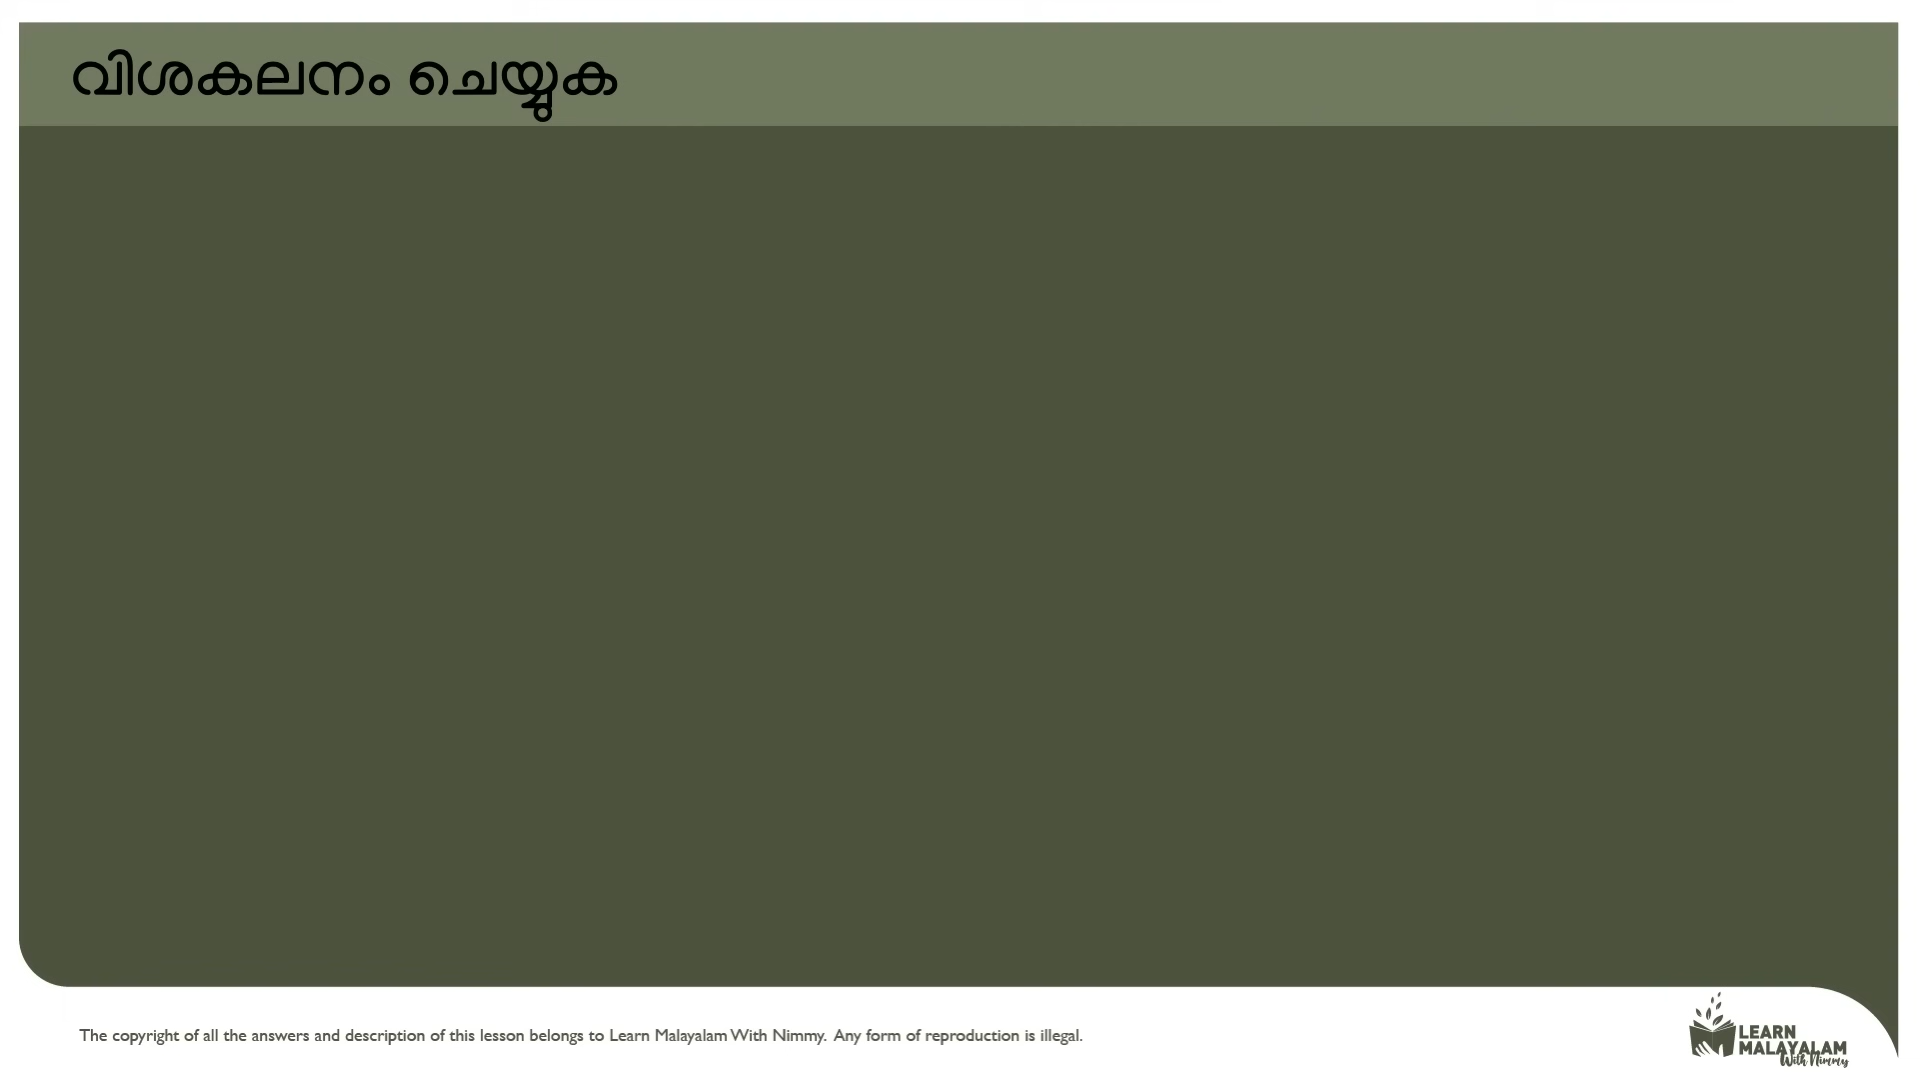 വിശകലനം ചെയ്യുക
The copyright of all the answers and description of this lesson belongs to Learn Malayalam With Nimmy. Any form of reproduction is illegal.
LEARN
MALAYALAM
With Nimmy